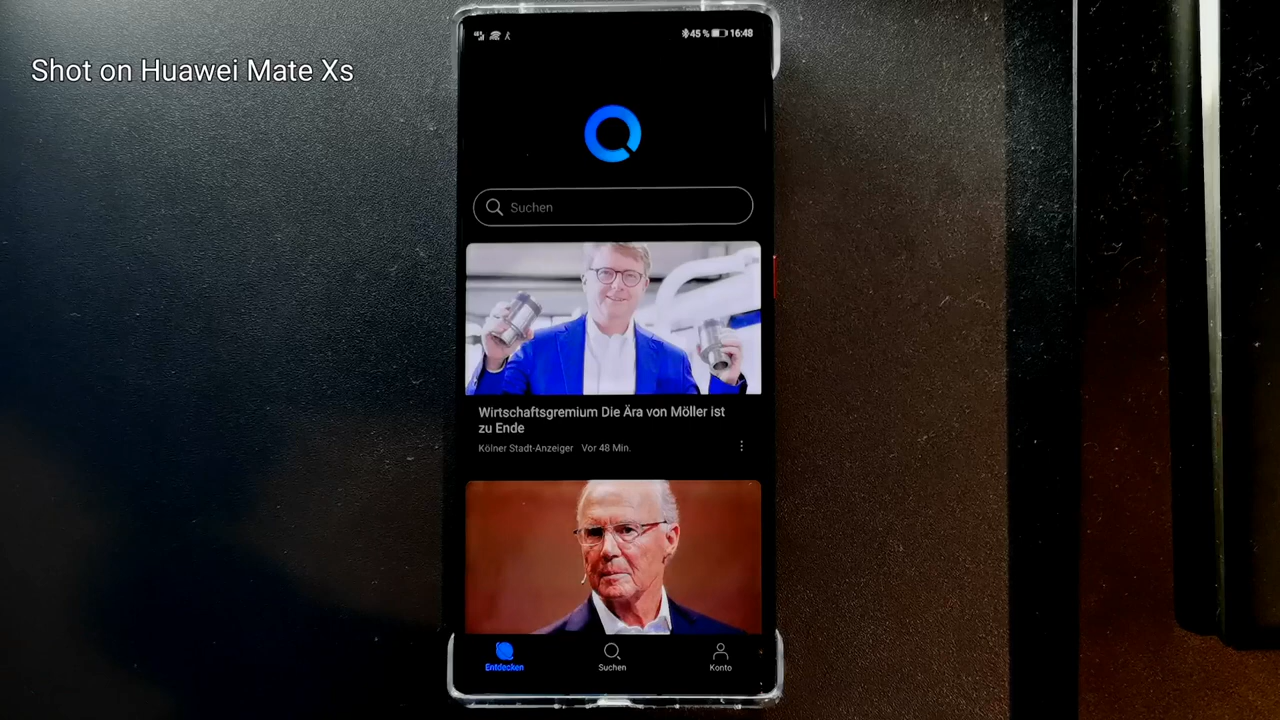 Shot on Huawei Mate Xs
45 % 16:48
Suchen
Wirtschaftsgremium Die Ära von Möller ist
zu Ende
Kölner Stadt-Anzeiger Vor 48 Min.
Entdecken Suchen Konto